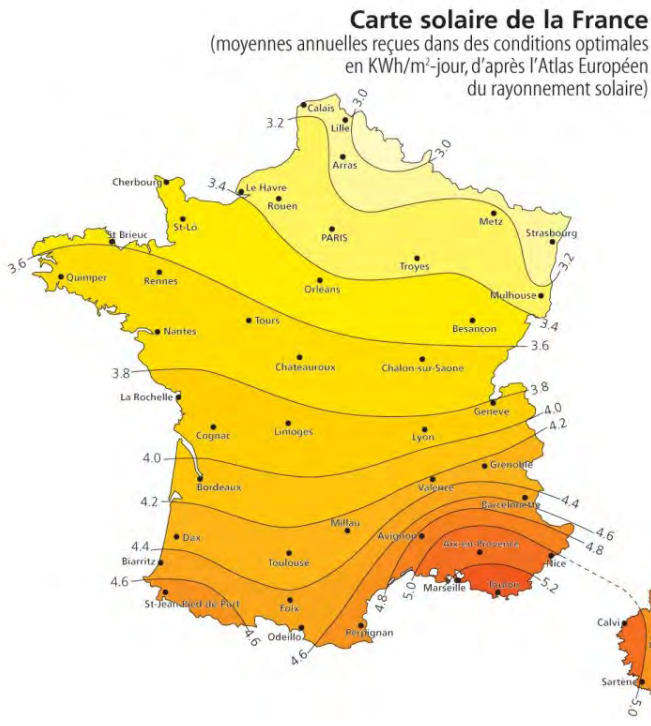 Carte solaire de la France
(moyennes annuelles reçues dans des conditions optimales
en KWh/m²-jour, d'après l'Atlas Européen
du rayonnement solaire)
Calais
3.0
3.2
Lille
3.0
Arras
Cherbourg
3.4
Le Havre
Rouen
Metz
St-Lo
PARIS
Strasbourg
St Brieuc
3.6
Quimper
Rennes
Troyes
3.2
Orléans
Mulhouse
3.4
Tours
Besançon
Nantes
3.6
Chateauroux
Chalon-sur-Saone
3.8
3.8
La Rochelle
Genève
4.0
Cognac
Limoges
Lyon
4.2
4.0
Grenoble
Bordeaux
Valence
4.4
4.2
Barcelonette
Millau
4.6
Dax
Avignon
4.8
4.4
Aix-en-Provence
Biarritz
Toulouse
Nice
4.6
Marseille
5.2
St-Jean Pied de Port
Foix
4.8
5.0
Toulon
4.6
Odeillo
Perpignan
4.6
Calvi
Sartene
5.0